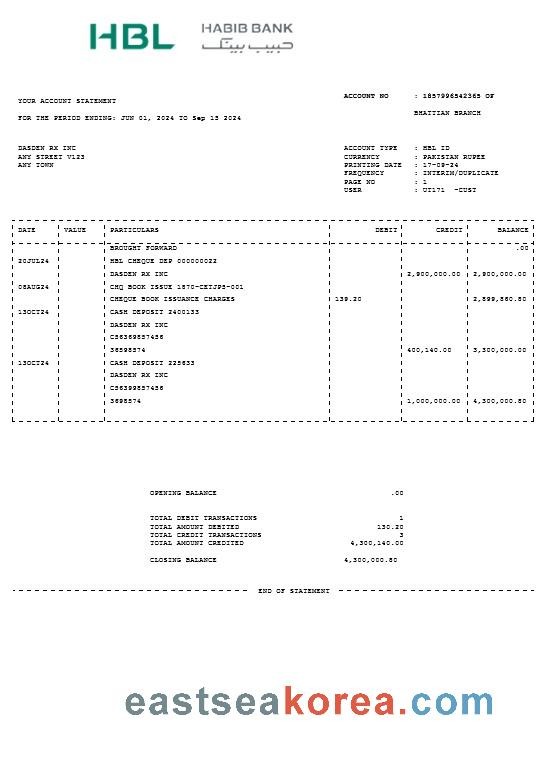 HBL HABIB BANK
حبیب بینک
ACCOUNT NO : 1857996542365 OF
YOUR ACCOUNT STATEMENT
BHATTIAN BRANCH
FOR THE PERIOD ENDING: JUN 01, 2024 TO Sep 15 2024
DASDEN RX INC ACCOUNT TYPE : HBL ID
ANY STREET V123 CURRENCY : PAKISTAN RUPEE
ANY TOWN PRINTING DATE : 17-09-24
FREQUENCY : INTERIM/DUPLICATE
PAGE NO : 1
USER : UT171 -CUST
DATE VALUE PARTICULARS DEBIT CREDIT BALANCE
BROUGHT FORWARD .00
20JUL24 HBL CHEQUE DEP 000000022
DASDEN RX INC 2,900,000.00 2,900,000.00
08AUG24 CHQ BOOK ISSUE 1870-CETJPS-001
CHEQUE BOOK ISSUANCE CHARGES 139.20 2,899,860.80
13OCT24 CASH DEPOSIT 2400133
DASDEN RX INC
C56369857456
36598574 400,140.00 3,300,000.00
13OCT24 CASH DEPOSIT 225633
DASDEN RX INC
C56399857456
3698574 1,000,000.00 4,300,000.80
OPENING BALANCE .00
TOTAL DEBIT TRANSACTIONS 1
TOTAL AMOUNT DEBITED 130.20
TOTAL CREDIT TRANSACTIONS 3
TOTAL AMOUNT CREDITED 4,300,140.00
CLOSING BALANCE 4,300,000.80
END OF STATEMENT
eastseakorea.com